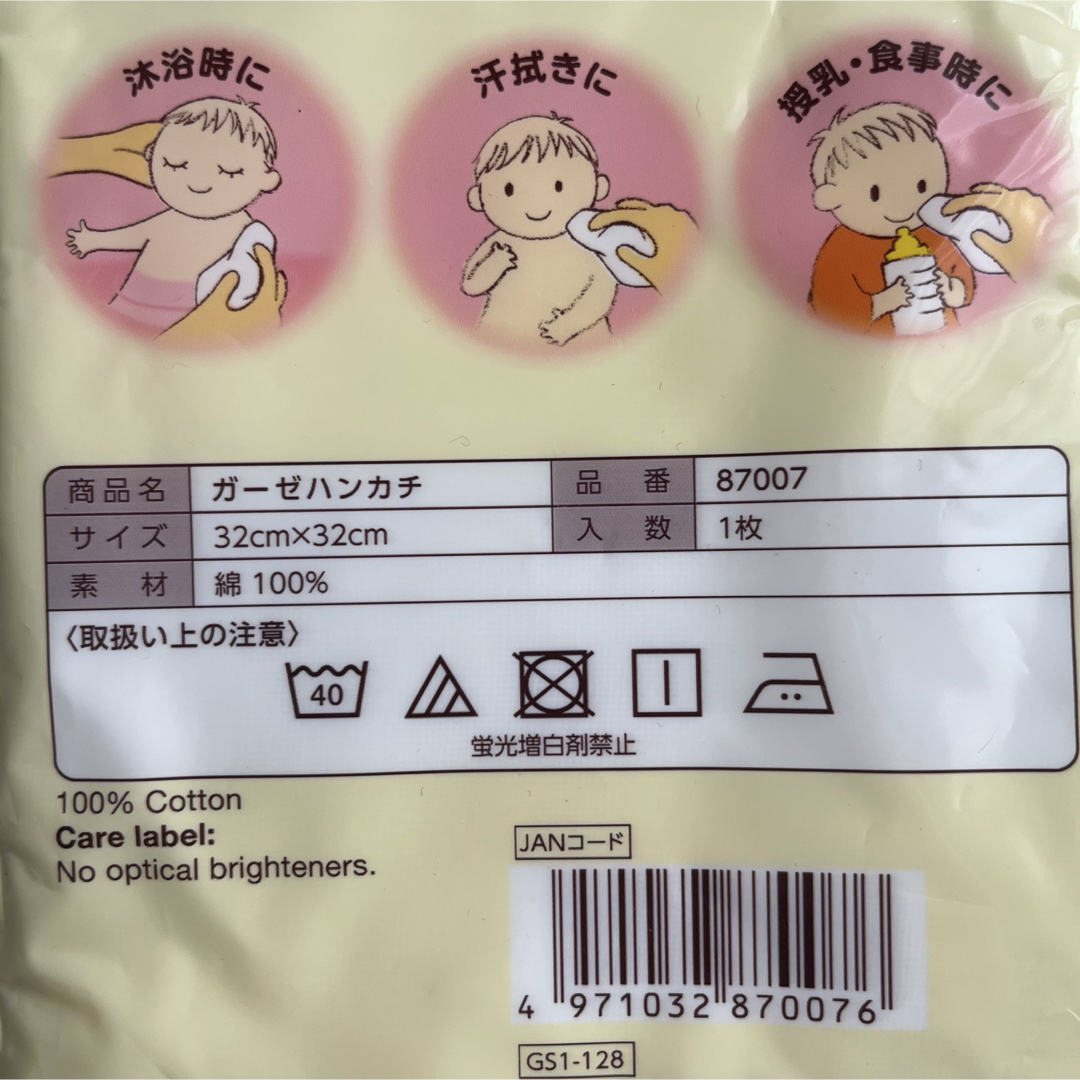 沐浴時に
汗拭きに
授乳・食事時に
商品名 ガーゼハンカチ 品番 87007
サイズ 32cm×32cm 入数 1枚
素材 綿 100%
〈取扱い上の注意〉
40
蛍光増白剤禁止
100% Cotton
Care label:
No optical brighteners.
JANコード
4 971032 870076
GS1-128